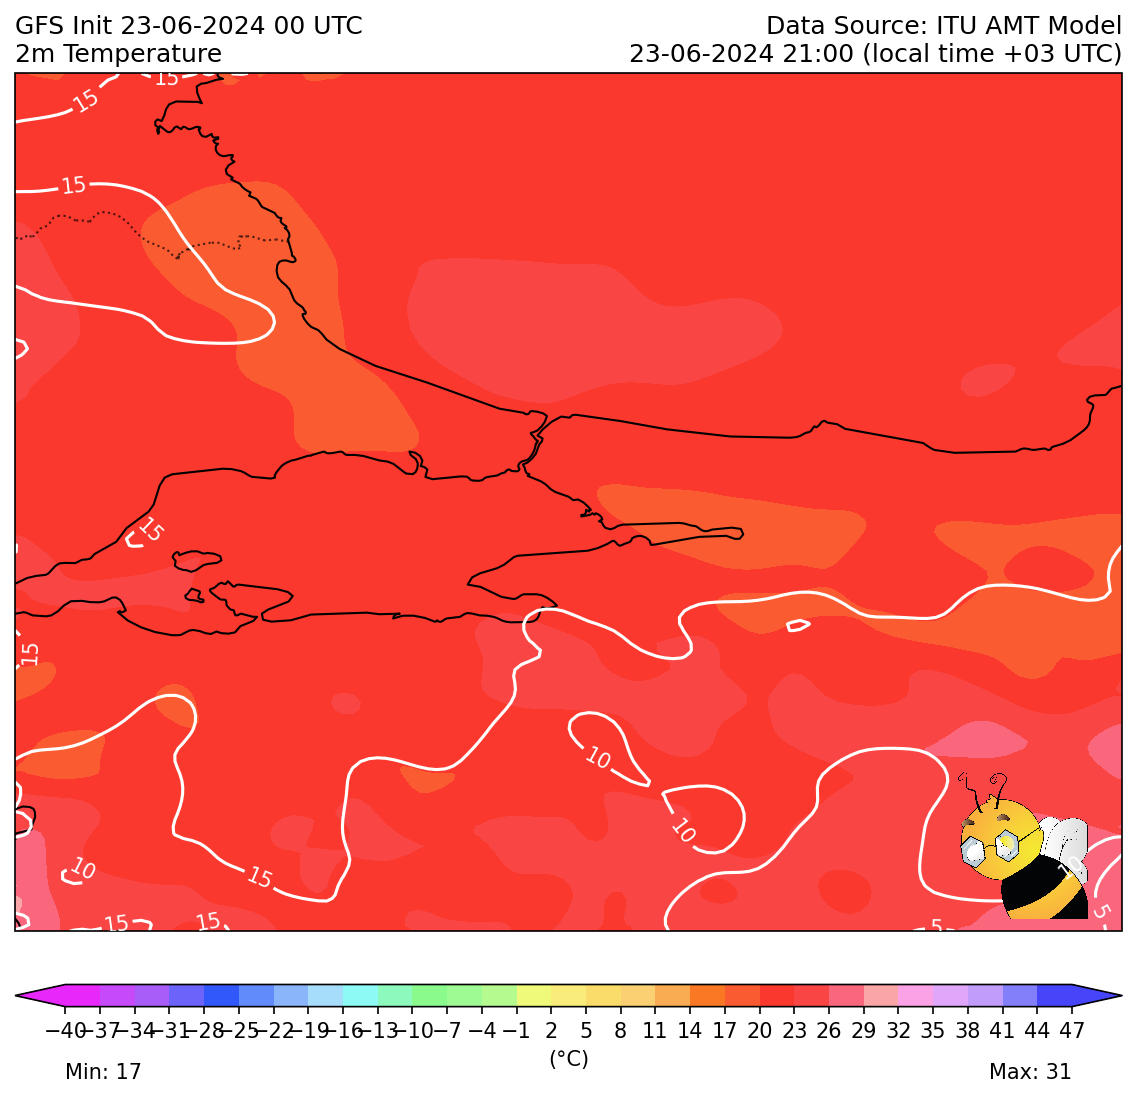 GFS Init 23-06-2024 00 UTC
Data Source: ITU AMT Model
2m Temperature
23-06-2024 21:00 (local time +03 UTC)
15
15
15
15
15
10
10
15
10
15
15
10
5
5
−40 −37 −34 −31 −28 −25 −22 −19 −16 −13 −10 −7 −4 −1 2 5 8 11 14 17 20 23 26 29 32 35 38 41 44 47
(°C)
Min: 17
Max: 31